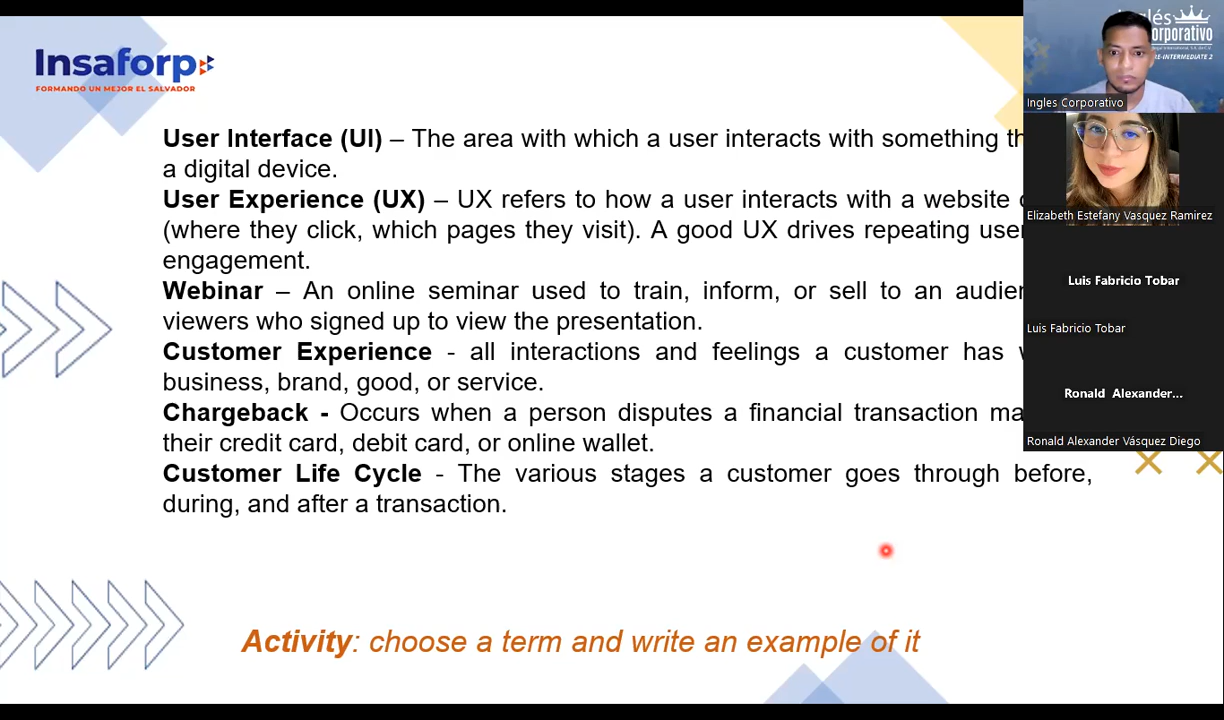 Insaforp
FORMANDO UN MEJOR EL SALVADOR
User Interface (UI) – The area with which a user interacts with something
a digital device.
User Experience (UX) – UX refers to how a user interacts with a website
(where they click, which pages they visit). A good UX drives repeating
engagement.
Webinar – An online seminar used to train, inform, or sell to an
viewers who signed up to view the presentation.
Customer Experience - all interactions and feelings a customer has
business, brand, good, or service.
Chargeback - Occurs when a person disputes a financial transaction
their credit card, debit card, or online wallet.
Customer Life Cycle - The various stages a customer goes through before,
during, and after a transaction.
Activity: choose a term and write an example of it
Ingles Corporativo
Elizabeth Estefany Vasquez Ramirez
Luis Fabricio Tobar
Luis Fabricio Tobar
Ronald Alexander...
Ronald Alexander Vásquez Diego